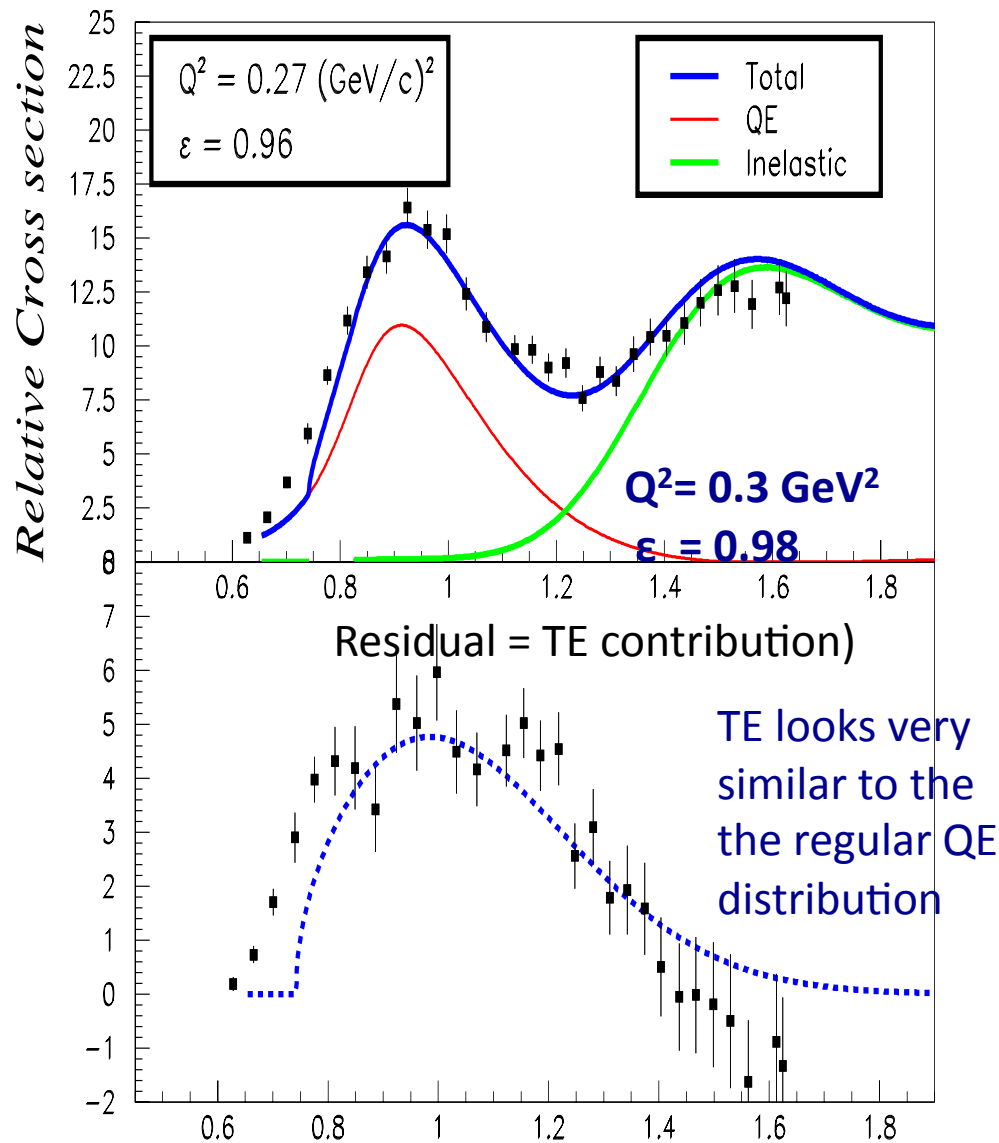 Relative Cross section
25
22.5
20
17.5
15
12.5
10
7.5
5
2.5
Q² = 0.27 (GeV/c)²
ε = 0.96
Total
QE
Inelastic
Q²= 0.3 GeV²
ε = 0.98
0.6 0.8 1 1.2 1.4 1.6 1.8
7
6
5
4
3
2
1
0
−1
−2
Residual = TE contribution)
TE looks very
similar to the
the regular QE
distribution
0.6 0.8 1 1.2 1.4 1.6 1.8